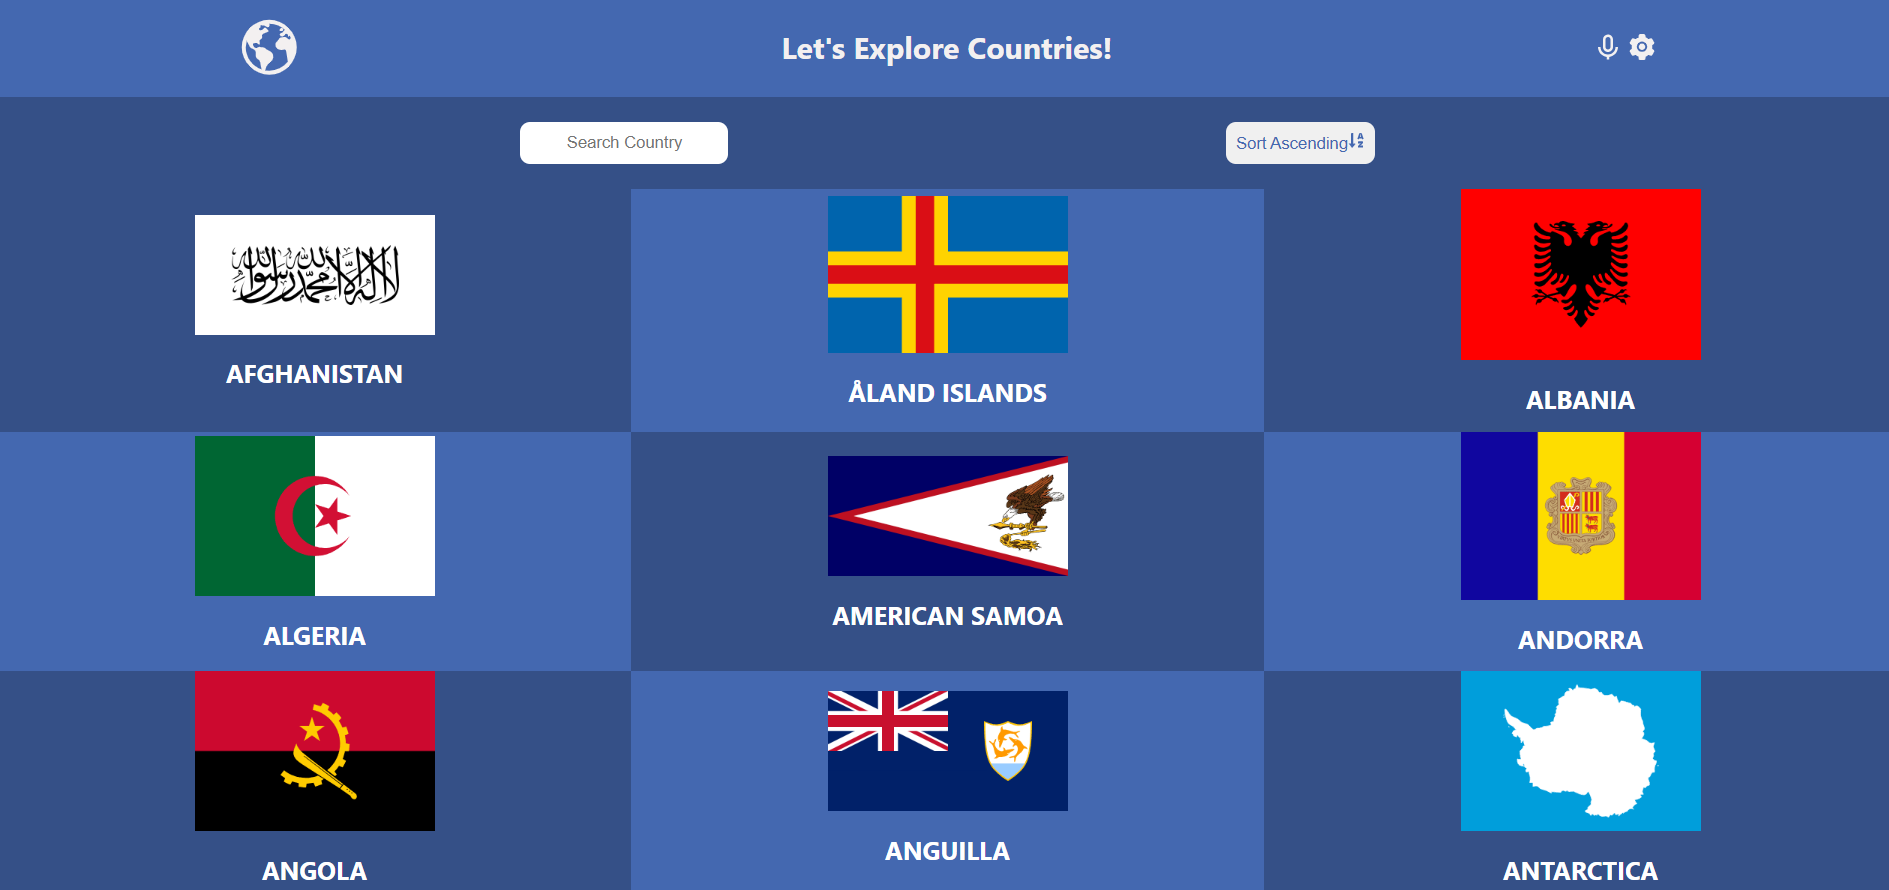 Let's Explore Countries!
Search Country
Sort Ascending
لا إله إلا الله محمد رسول الله
AFGHANISTAN
ÅLAND ISLANDS
ALBANIA
ALGERIA
AMERICAN SAMOA
ANDORRA
ANGOLA
ANGUILLA
ANTARCTICA